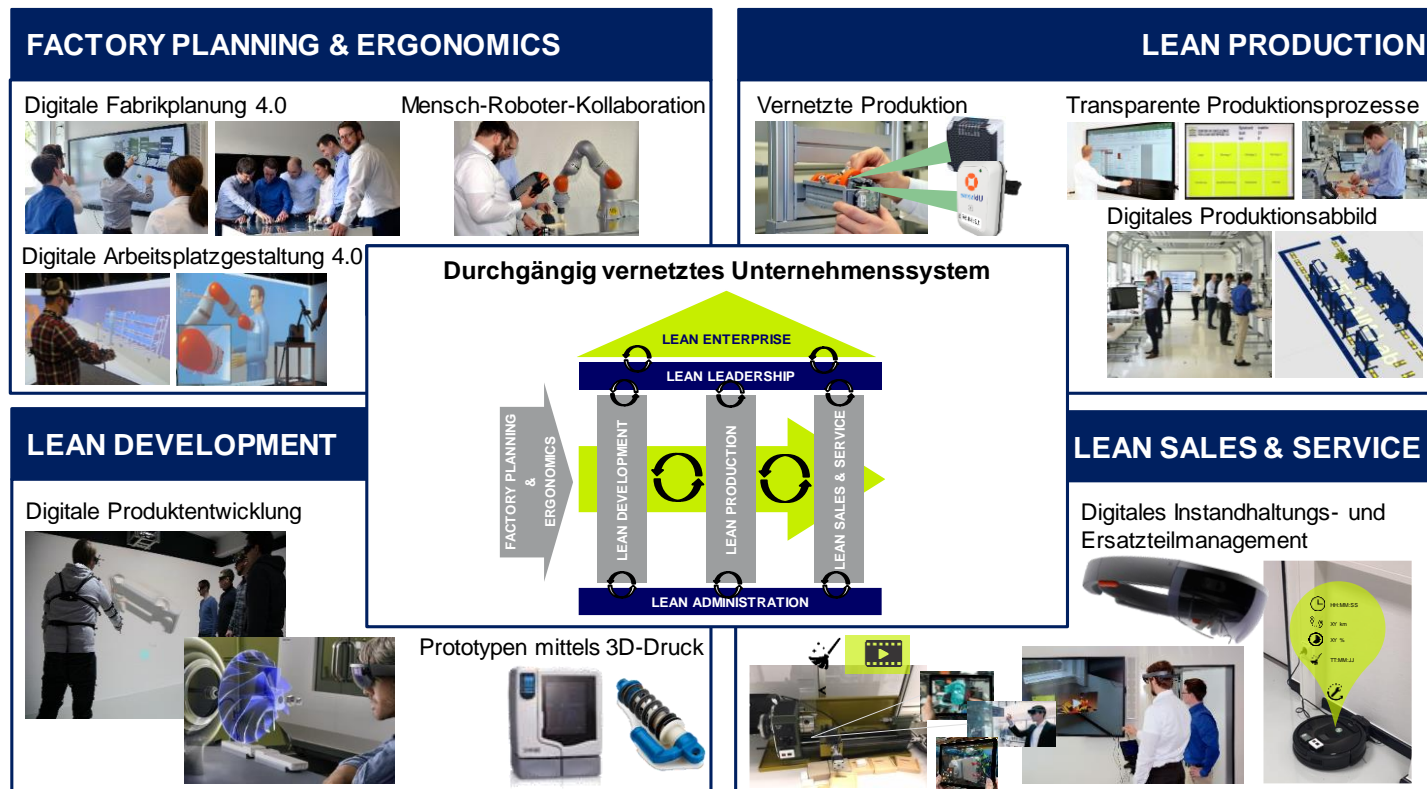 FACTORY PLANNING & ERGONOMICS
Digitale Fabrikplanung 4.0
Mensch-Roboter-Kollaboration
Digitale Arbeitsplatzgestaltung 4.0
LEAN PRODUCTION
Vernetzte Produktion
Transparente Produktionsprozesse
Digitales Produktionsabbild
Durchgängig vernetztes Unternehmenssystem
LEAN ENTERPRISE
LEAN LEADERSHIP
FACTORY PLANNING
&
ERGONOMICS
LEAN DEVELOPMENT
LEAN PRODUCTION
LEAN SALES & SERVICE
LEAN ADMINISTRATION
LEAN DEVELOPMENT
Digitale Produktentwicklung
Prototypen mittels 3D-Druck
LEAN SALES & SERVICE
Digitales Instandhaltungs- und
Ersatzteilmanagement
HH:MM:SS
XY km
XY %
TT:MM:JJ